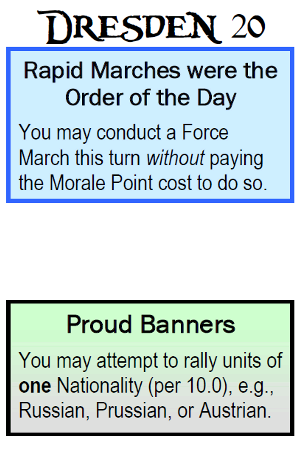 DRESDEN 20
Rapid Marches were the
Order of the Day
You may conduct a Force
March this turn without paying
the Morale Point cost to do so.
Proud Banners
You may attempt to rally units of
one Nationality (per 10.0), e.g.,
Russian, Prussian, or Austrian.